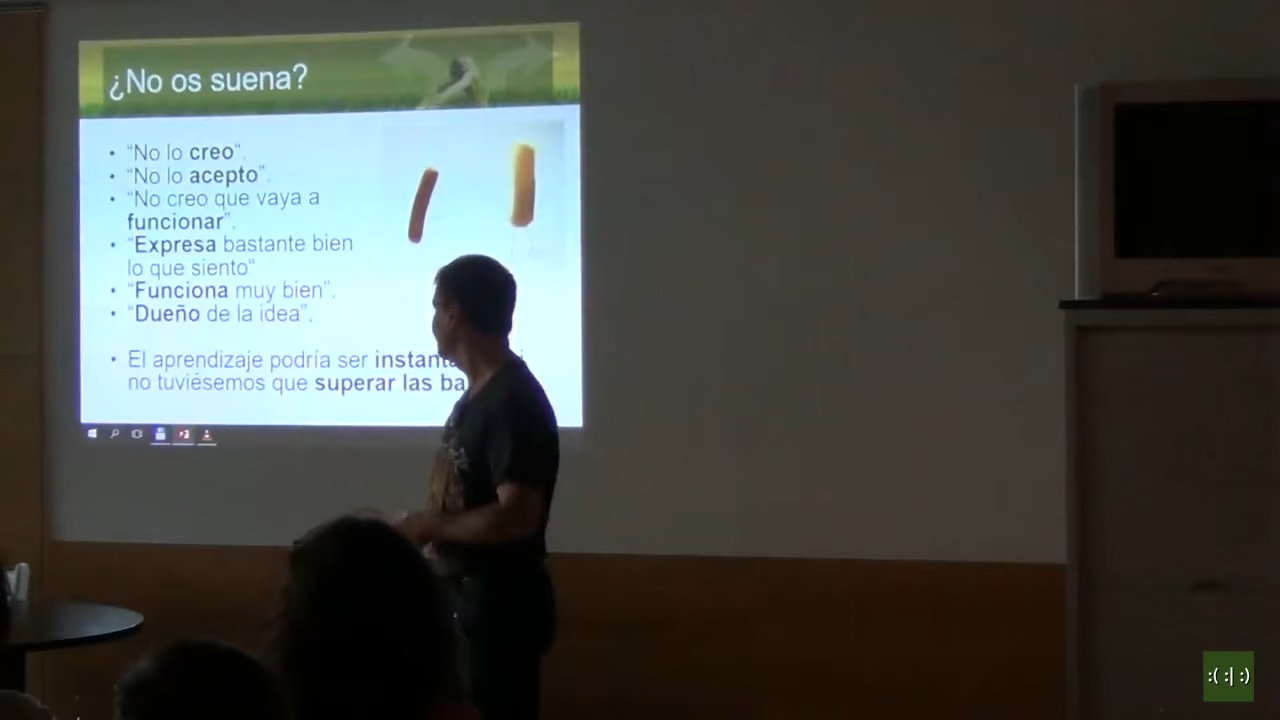 ¿No os suena?
• “No lo creo”.
• “No lo acepto”.
• “No creo que vaya a
funcionar”.
• “Expresa bastante bien
lo que siento“
• “Funciona muy bien”.
• “Dueño de la idea”.
• El aprendizaje podría ser
no tuviésemos que superar las
:( :| :)